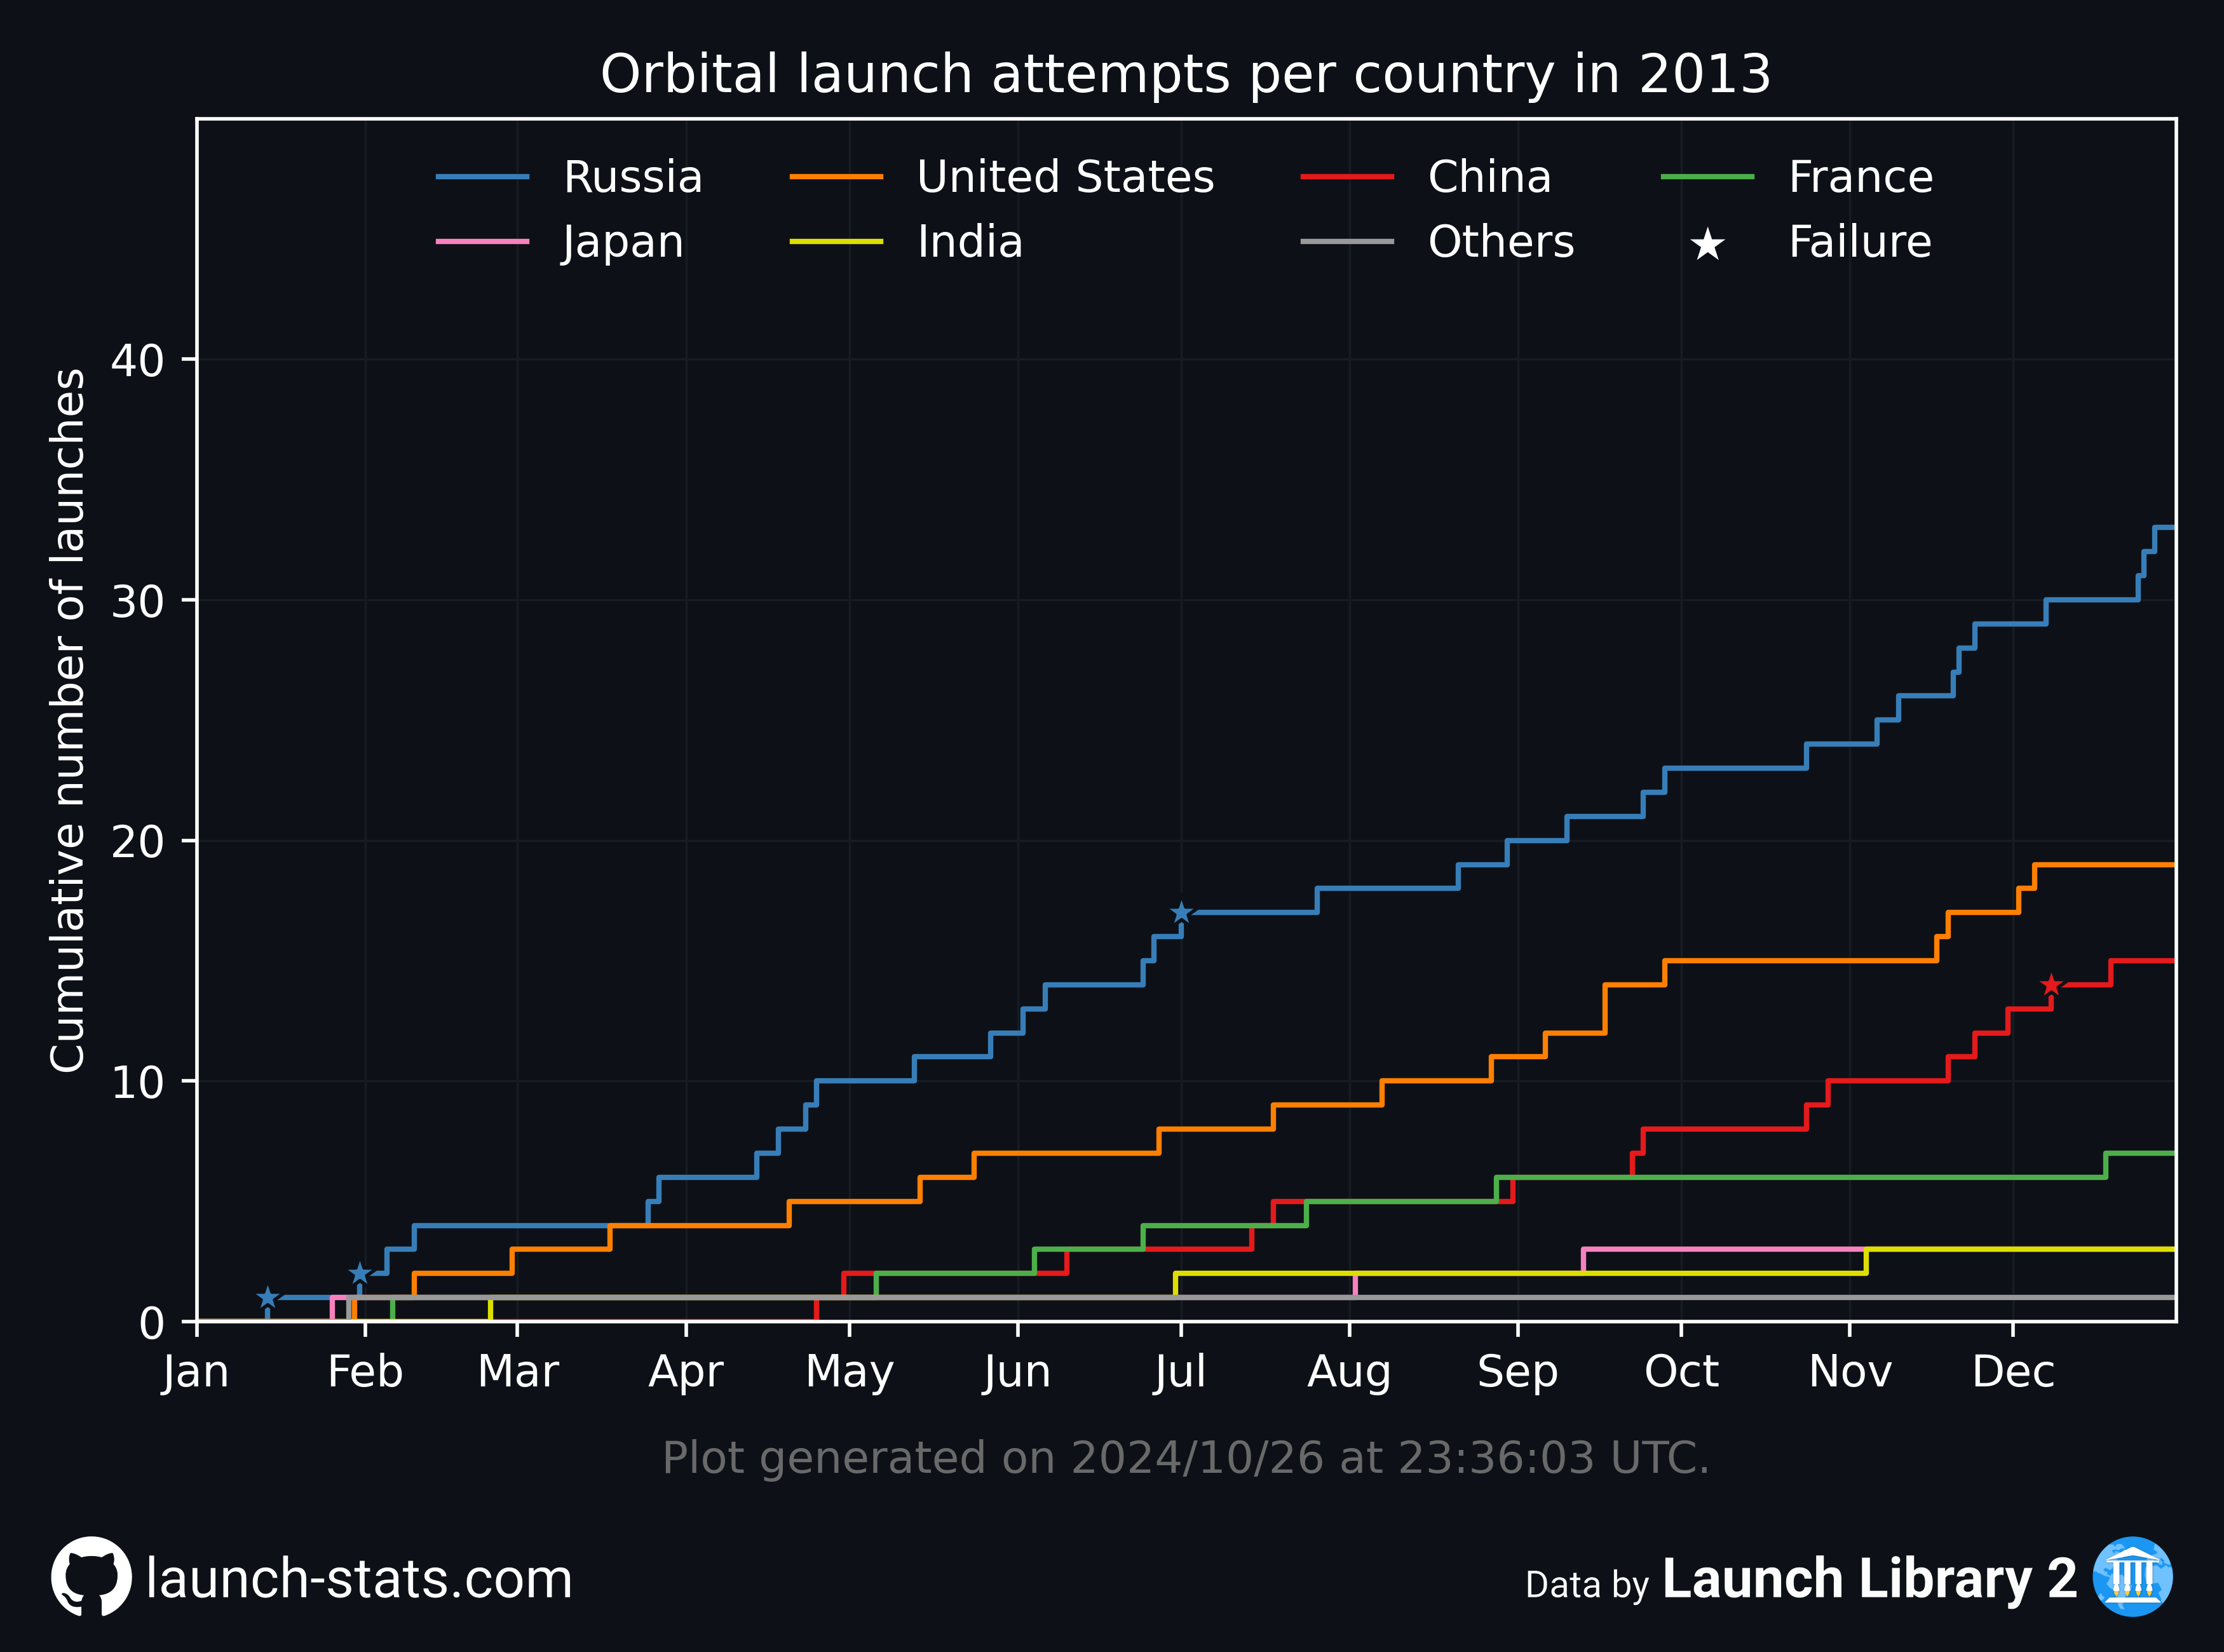 Orbital launch attempts per country in 2013
Russia United States China France
Japan India Others Failure
Cumulative number of launches
40
30
20
10
0
Jan Feb Mar Apr May Jun Jul Aug Sep Oct Nov Dec
Plot generated on 2024/10/26 at 23:36:03 UTC.
launch-stats.com
Data by Launch Library 2